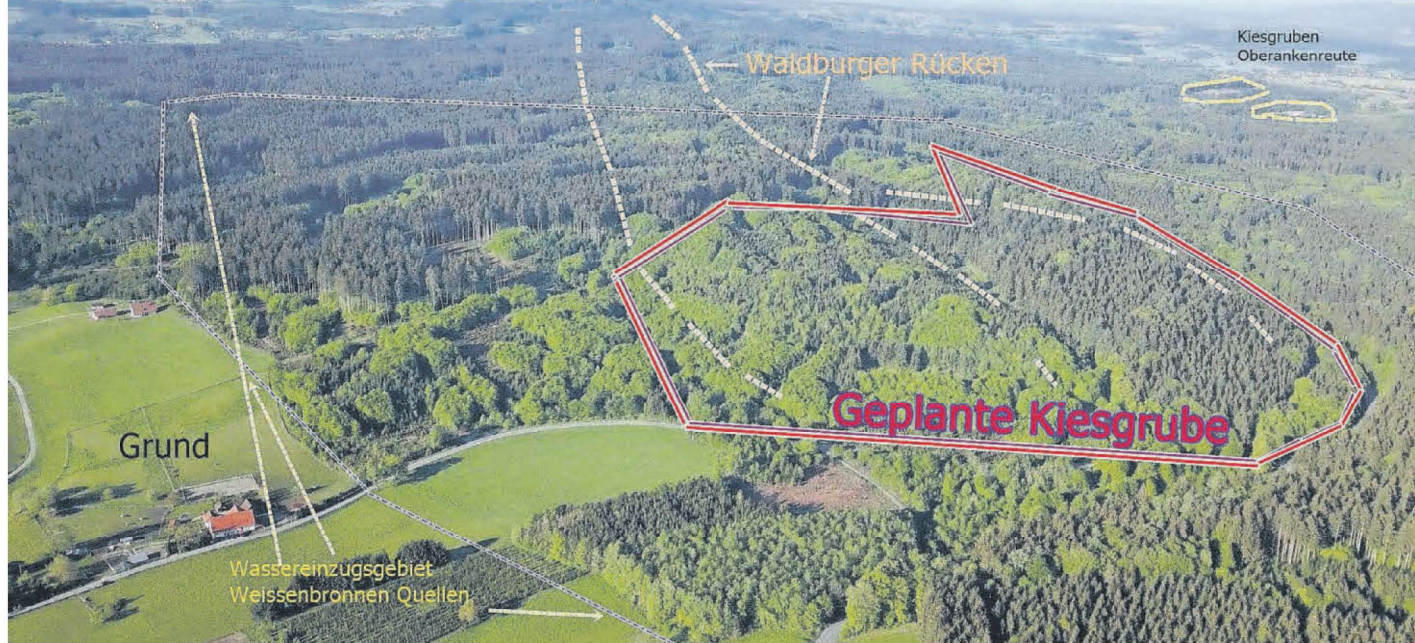 Kiesgruben
Oberankenreute
Waldburger Rücken
Geplante Kiesgrube
Grund
Wassereinzugsgebiet
Weissenbronnen Quellen